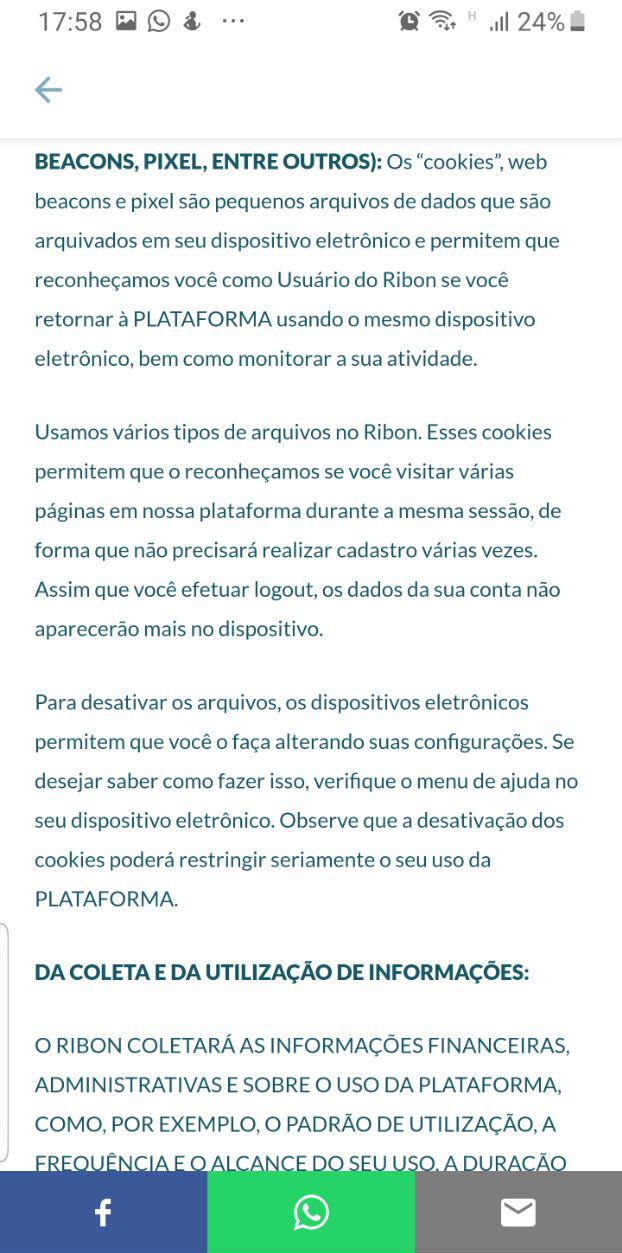 17:58 ... H 24%
BEACONS, PIXEL, ENTRE OUTROS): Os “cookies”, web
beacons e pixel são pequenos arquivos de dados que são
arquivados em seu dispositivo eletrônico e permitem que
reconheçamos você como Usuário do Ribon se você
retornar à PLATAFORMA usando o mesmo dispositivo
eletrônico, bem como monitorar a sua atividade.
Usamos vários tipos de arquivos no Ribon. Esses cookies
permitem que o reconheçamos se você visitar várias
páginas em nossa plataforma durante a mesma sessão, de
forma que não precisará realizar cadastro várias vezes.
Assim que você efetuar logout, os dados da sua conta não
aparecerão mais no dispositivo.
Para desativar os arquivos, os dispositivos eletrônicos
permitem que você o faça alterando suas configurações. Se
desejar saber como fazer isso, verifique o menu de ajuda no
seu dispositivo eletrônico. Observe que a desativação dos
cookies poderá restringir seriamente o seu uso da
PLATAFORMA.
DA COLETA E DA UTILIZAÇÃO DE INFORMAÇÕES:
O RIBON COLETARÁ AS INFORMAÇÕES FINANCEIRAS,
ADMINISTRATIVAS E SOBRE O USO DA PLATAFORMA,
COMO, POR EXEMPLO, O PADRÃO DE UTILIZAÇÃO, A
FREQUÊNCIA E O ALCANCE DO SEU USO, A DURAÇÃO
f